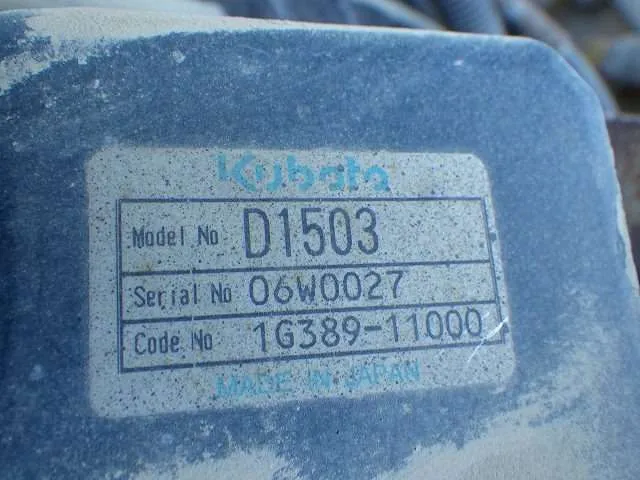 Kubota
Model No D1503
Serial No 06W0027
Code No 1G389-11000
MADE IN JAPAN